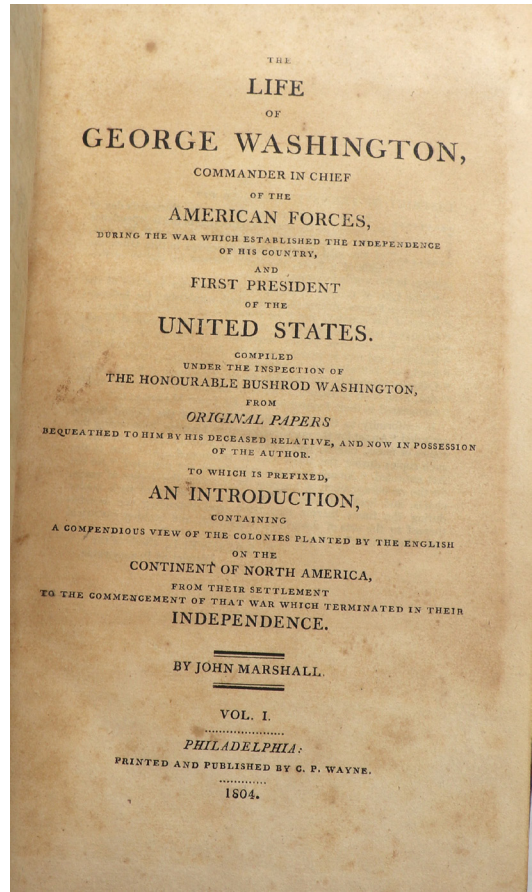 THE
LIFE
OF
GEORGE WASHINGTON,
COMMANDER IN CHIEF
OF THE
AMERICAN FORCES,
DURING THE WAR WHICH ESTABLISHED THE INDEPENDENCE
OF HIS COUNTRY,
AND
FIRST PRESIDENT
OF THE
UNITED STATES.
COMPILED
UNDER THE INSPECTION OF
THE HONOURABLE BUSHROD WASHINGTON,
FROM
ORIGINAL PAPERS
BEQUEATHED TO HIM BY HIS DECEASED RELATIVE, AND NOW IN POSSESSION
OF THE AUTHOR.
TO WHICH IS PREFIXED,
AN INTRODUCTION,
CONTAINING
A COMPENDIOUS VIEW OF THE COLONIES PLANTED BY THE ENGLISH
ON THE
CONTINENT OF NORTH AMERICA,
FROM THEIR SETTLEMENT
TO THE COMMENCEMENT OF THAT WAR WHICH TERMINATED IN THEIR
INDEPENDENCE.
BY JOHN MARSHALL.
VOL. I.
PHILADELPHIA:
PRINTED AND PUBLISHED BY C. P. WAYNE.
1804.